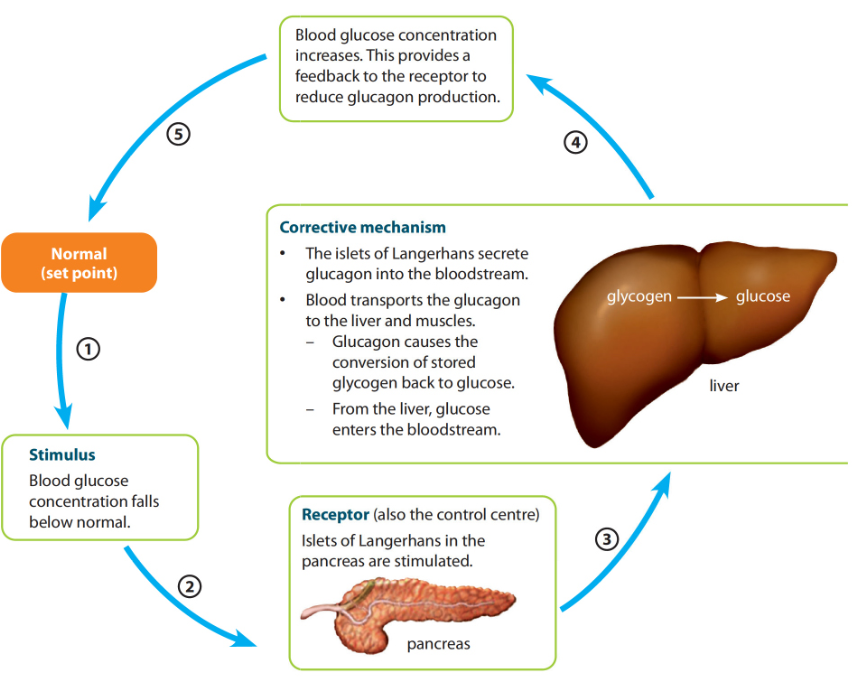 Blood glucose concentration
increases. This provides a
feedback to the receptor to
reduce glucagon production.
5
4
Normal
(set point)
Corrective mechanism
• The islets of Langerhans secrete
glucagon into the bloodstream.
• Blood transports the glucagon
to the liver and muscles.
– Glucagon causes the
conversion of stored
glycogen back to glucose.
– From the liver, glucose
enters the bloodstream.
glycogen
glucose
liver
1
Stimulus
Blood glucose
concentration falls
below normal.
2
Receptor (also the control centre)
Islets of Langerhans in the
pancreas are stimulated.
pancreas
3